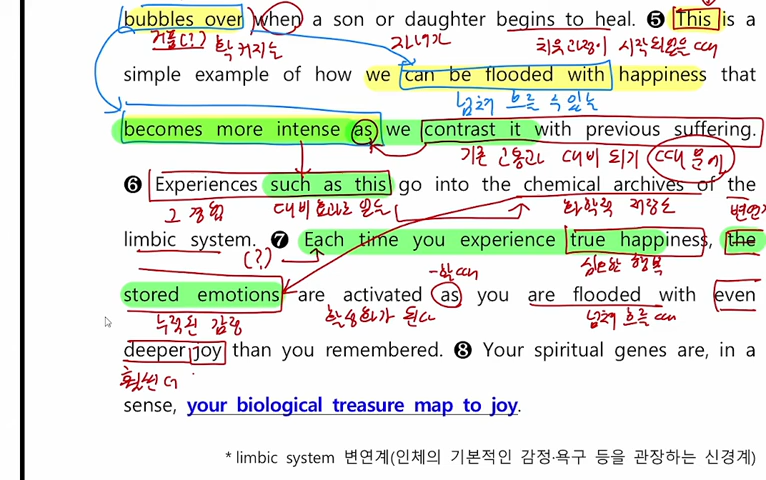 bubbles over when a son or daughter begins to heal. ❺ This is a
거품(?) 확 커지는 자녀가 치유과정이 시작되었을 때
simple example of how we can be flooded with happiness that
넘쳐 흐를 수 있는
becomes more intense as we contrast it with previous suffering.
기존 고통과 대비 되기 때문에
❻ Experiences such as this go into the chemical archives of the
그 경험 대비 효과로 얻는 화학적 저장소
limbic system. ❼ Each time you experience true happiness, the
(?) 심오한 행복
stored emotions are activated as you are flooded with even
누적된 감정 활성화가 된다 -할 때 넘쳐 흐를 때
deeper joy than you remembered. ❽ Your spiritual genes are, in a
훨씬 더
sense, your biological treasure map to joy.
* limbic system 변연계(인체의 기본적인 감정·욕구 등을 관장하는 신경계)